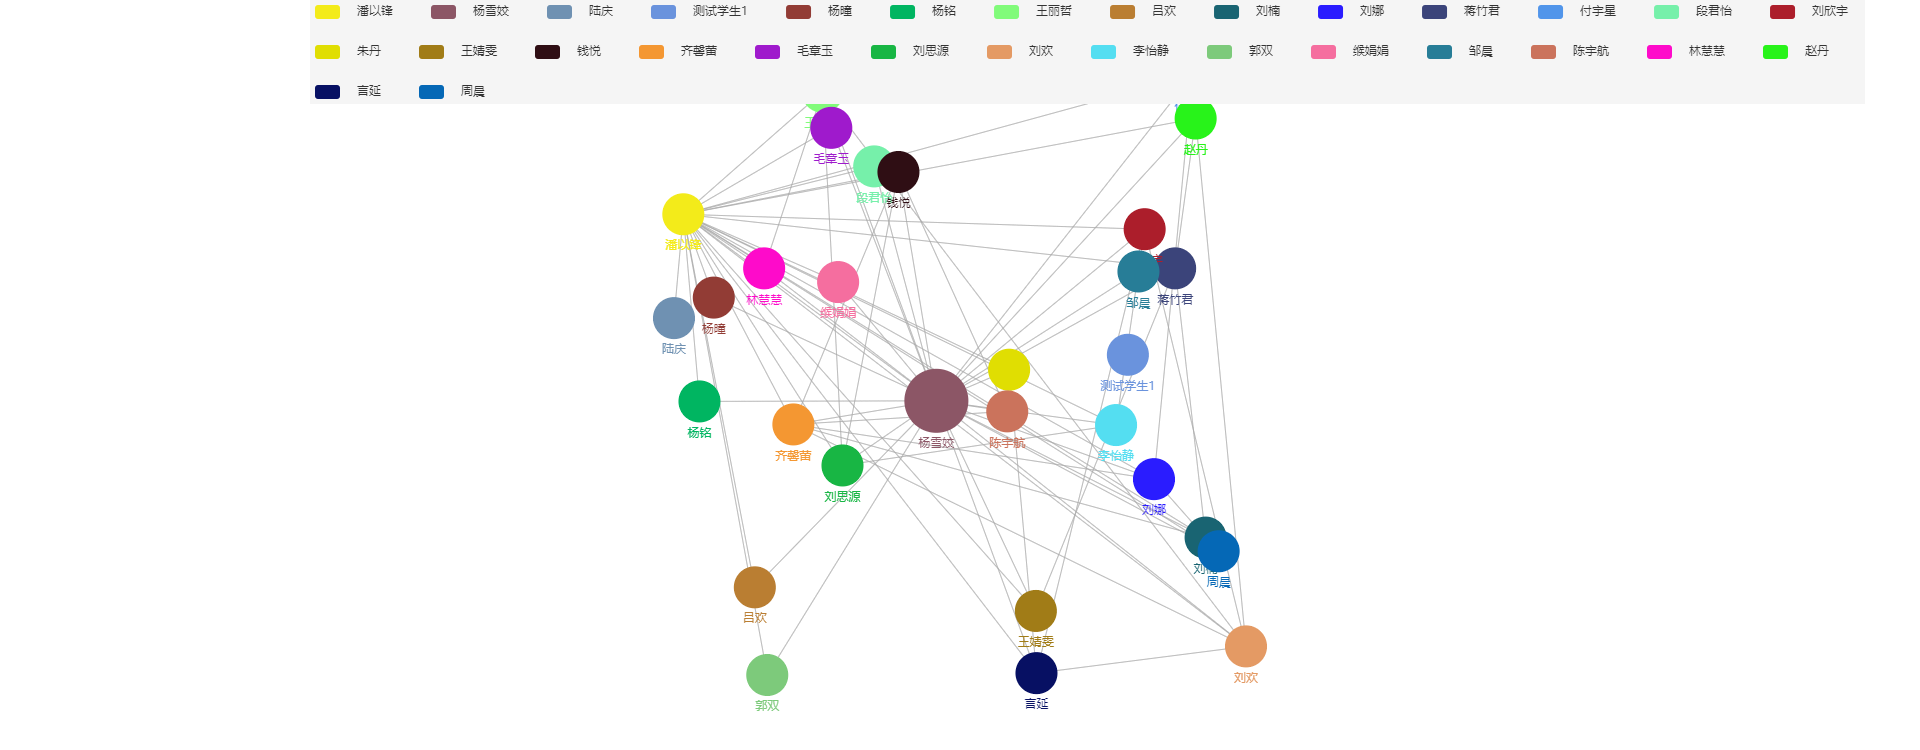 潘以锋 杨雪姣 陆庆 测试学生1 杨曈 杨铭 王丽哲 吕欢 刘楠 刘娜 蒋竹君 付宇星 段君怡 刘欣宇
朱丹 王婧雯 钱悦 齐馨苗 毛章玉 刘思源 刘欢 李怡静 郭双 缑娟娟 邹晨 陈宇航 林慧慧 赵丹
言延 周晨
毛章玉
赵丹
钱悦
潘以锋
林慧慧
邹晨
蒋竹君
缑娟娟
杨曈
陆庆
测试学生1
杨铭
杨雪姣
陈宇航
齐馨苗
李怡静
刘思源
刘娜
周晨
吕欢
王婧雯
刘欢
言延
郭双